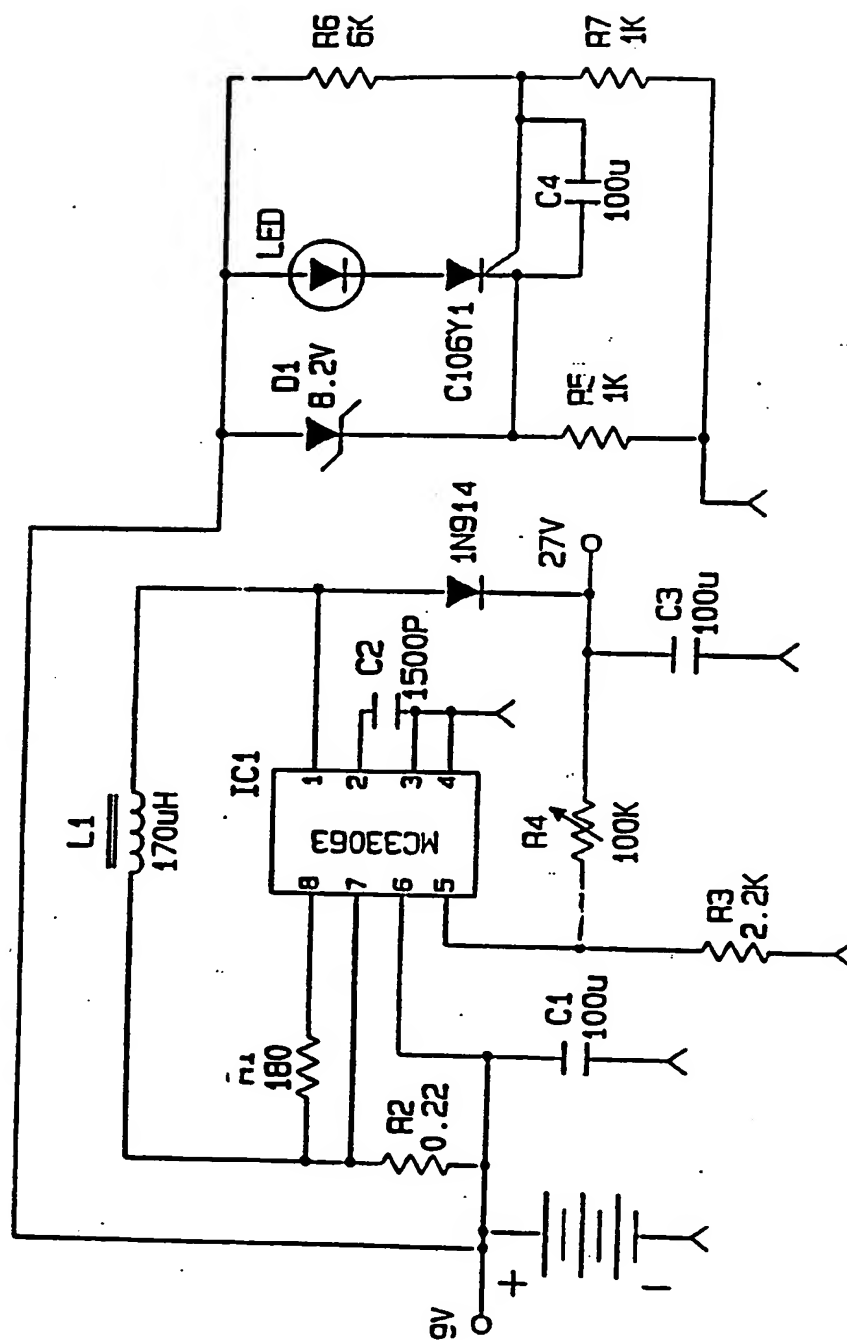 L1
170uH
IC1
MC33063
8
7
6
5
1
2
3
4
180
R2
0.22
9V
+
−
C1
100u
R3
2.2K
R4
100K
C2
1500P
1N914
27V
C3
100u
D1
8.2V
LED
C106Y1
R5
1K
C4
100u
R6
6K
R7
1K